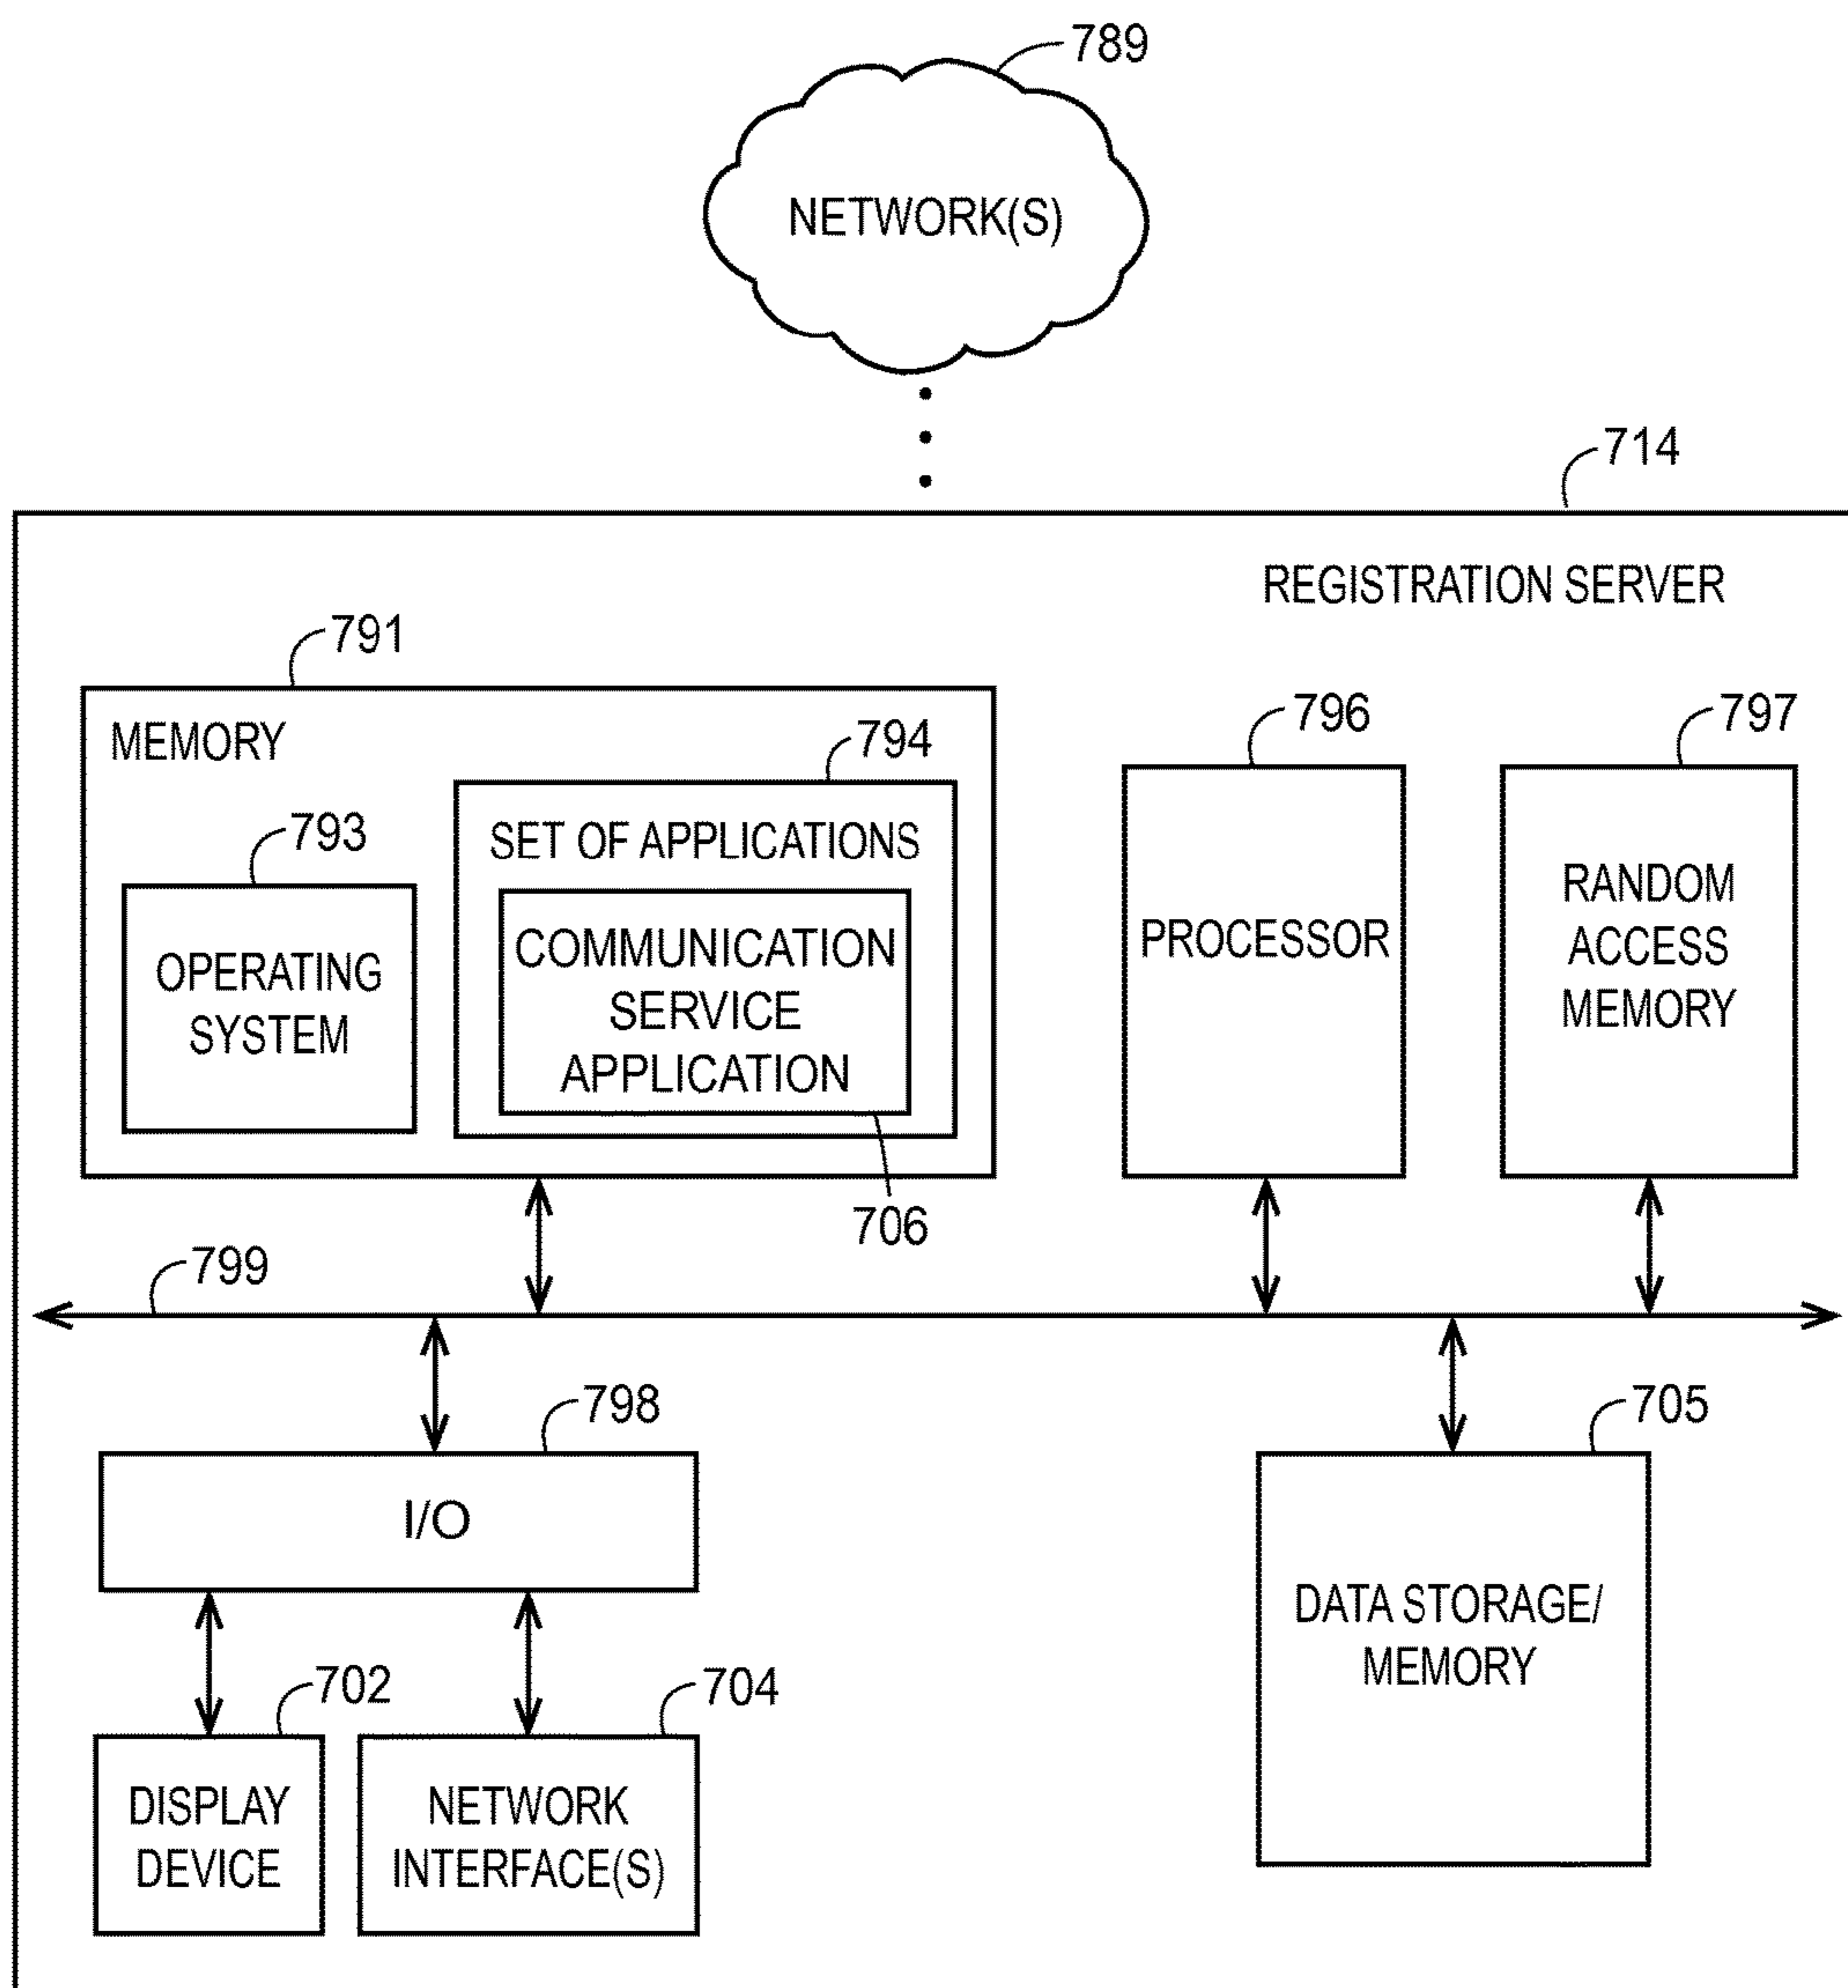 789
NETWORK(S)
714
REGISTRATION SERVER
791
MEMORY
794
796
797
793
SET OF APPLICATIONS
OPERATING
SYSTEM
COMMUNICATION
SERVICE
APPLICATION
PROCESSOR
RANDOM
ACCESS
MEMORY
706
799
798
I/O
705
DATA STORAGE/
MEMORY
702
DISPLAY
DEVICE
704
NETWORK
INTERFACE(S)